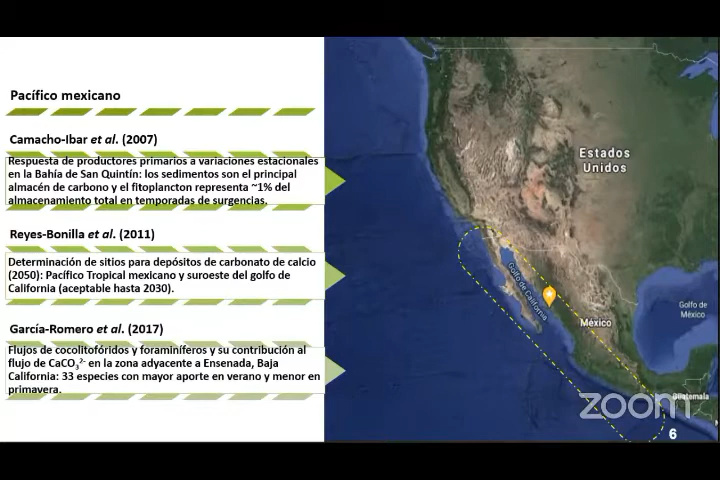 Pacífico mexicano
Camacho-Ibar et al. (2007)
Respuesta de productores primarios a variaciones estacionales
en la Bahía de San Quintín: los sedimentos son el principal
almacén de carbono y el fitoplancton representa ~1% del
almacenamiento total en temporadas de surgencias.
Reyes-Bonilla et al. (2011)
Determinación de sitios para depósitos de carbonato de calcio
(2050): Pacífico Tropical mexicano y suroeste del golfo de
California (aceptable hasta 2030).
García-Romero et al. (2017)
Flujos de cocolitofóridos y foraminíferos y su contribución al
flujo de CaCO₃²⁻ en la zona adyacente a Ensenada, Baja
California: 33 especies con mayor aporte en verano y menor en
primavera.
Estados
Unidos
Golfo de California
México
Golfo de
México
Guatemala
zoom
6